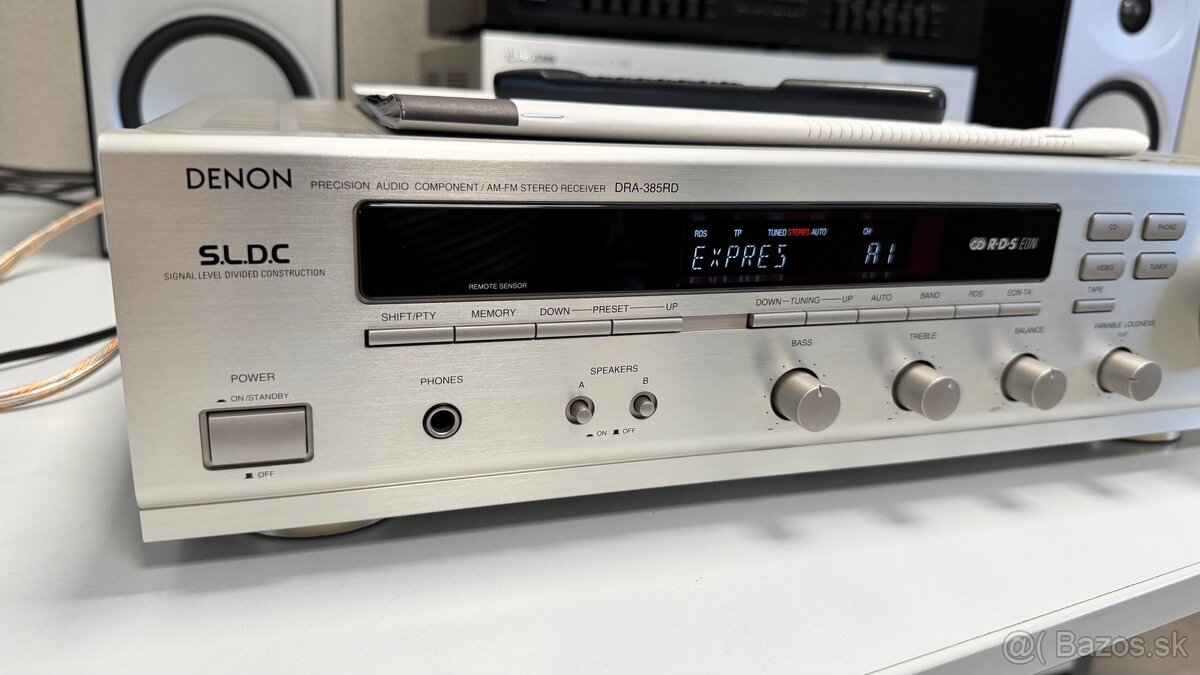 DENON PRECISION AUDIO COMPONENT / AM-FM STEREO RECEIVER DRA-385RD
S.L.D.C
SIGNAL LEVEL DIVIDED CONSTRUCTION
RDS TP TUNED STEREO AUTO CH
ExPRES A1
R·D·S EON
REMOTE SENSOR
CD PHONO
VIDEO TUNER
TAPE
SHIFT/PTY MEMORY DOWN PRESET UP DOWN TUNING UP AUTO BAND RDS EON-TA
BASS TREBLE BALANCE VARIABLE LOUDNESS
FLAT
LEFT
POWER
ON/STANDBY
OFF
PHONES
SPEAKERS
A B
ON OFF
@( Bazos.sk